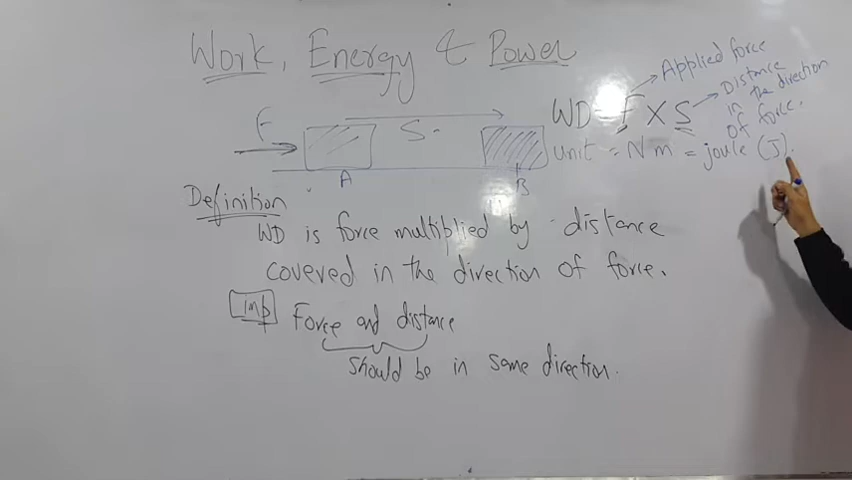 Work, Energy & Power
Applied force
WD = F X S
Distance
in the direction
of force.
F
S
A
B
unit = N m = joule (J).
Definition
WD is force multiplied by distance
covered in the direction of force.
imp Force and distance
should be in same direction.